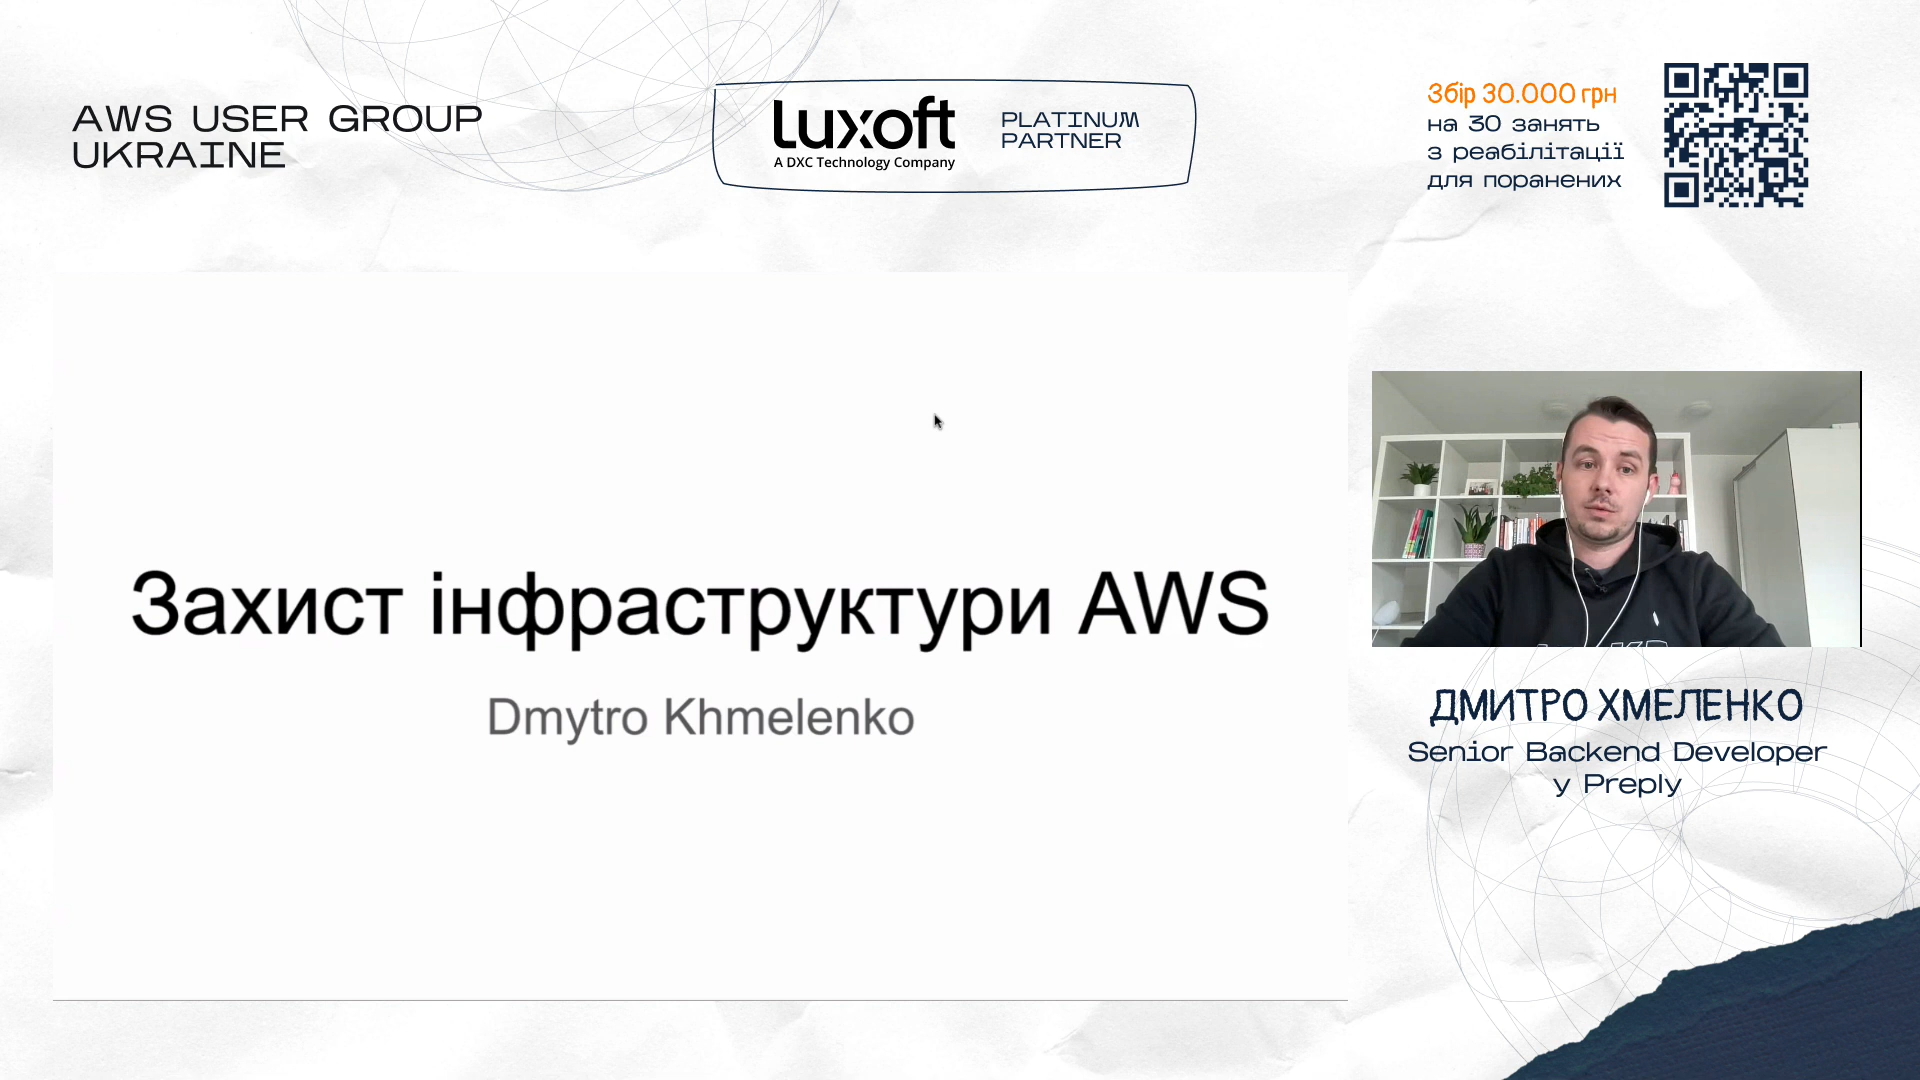 AWS USER GROUP
UKRAINE
Luxoft
A DXC Technology Company
PLATINUM
PARTNER
Збір 30.000 грн
на 30 занять
з реабілітації
для поранених
Захист інфраструктури AWS
Dmytro Khmelenko
ДМИТРО ХМЕЛЕНКО
Senior Backend Developer
у Preply